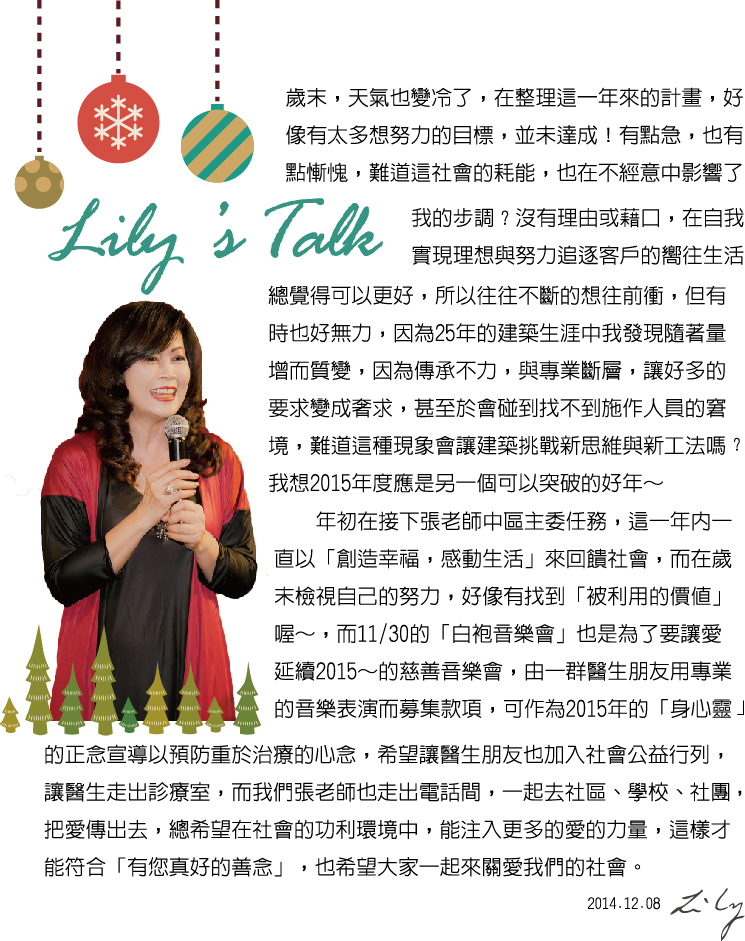 歲末，天氣也變冷了，在整理這一年來的計畫，好
像有太多想努力的目標，並未達成！有點急，也有
點慚愧，難道這社會的耗能，也在不經意中影響了
Lily's Talk
我的步調？沒有理由或藉口，在自我
實現理想與努力追逐客戶的嚮往生活
總覺得可以更好，所以往往不斷的想往前衝，但有
時也好無力，因為25年的建築生涯中我發現隨著量
增而質變，因為傳承不力，與專業斷層，讓好多的
要求變成奢求，甚至於會碰到找不到施作人員的窘
境，難道這種現象會讓建築挑戰新思維與新工法嗎？
我想2015年度應是另一個可以突破的好年～
年初在接下張老師中區主委任務，這一年內一
直以「創造幸福，感動生活」來回饋社會，而在歲
末檢視自己的努力，好像有找到「被利用的價值」
喔～，而11/30的「白袍音樂會」也是為了要讓愛
延續2015～的慈善音樂會，由一群醫生朋友用專業
的音樂表演而募集款項，可作為2015年的「身心靈」
的正念宣導以預防重於治療的心念，希望讓醫生朋友也加入社會公益行列，
讓醫生走出診療室，而我們張老師也走出電話間，一起去社區、學校、社團，
把愛傳出去，總希望在社會的功利環境中，能注入更多的愛的力量，這樣才
能符合「有您真好的善念」，也希望大家一起來關愛我們的社會。
2014.12.08 Lily